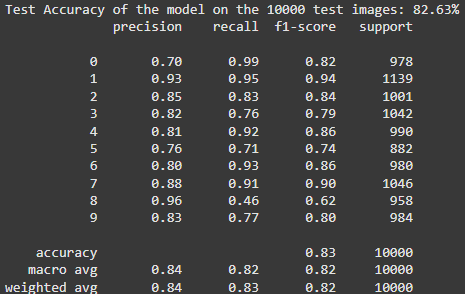 Test Accuracy of the model on the 10000 test images: 82.63%
precision recall f1-score support
0 0.70 0.99 0.82 978
1 0.93 0.95 0.94 1139
2 0.85 0.83 0.84 1001
3 0.82 0.76 0.79 1042
4 0.81 0.92 0.86 990
5 0.76 0.71 0.74 882
6 0.80 0.93 0.86 980
7 0.88 0.91 0.90 1046
8 0.96 0.46 0.62 958
9 0.83 0.77 0.80 984
accuracy 0.83 10000
macro avg 0.84 0.82 0.82 10000
weighted avg 0.84 0.83 0.82 10000